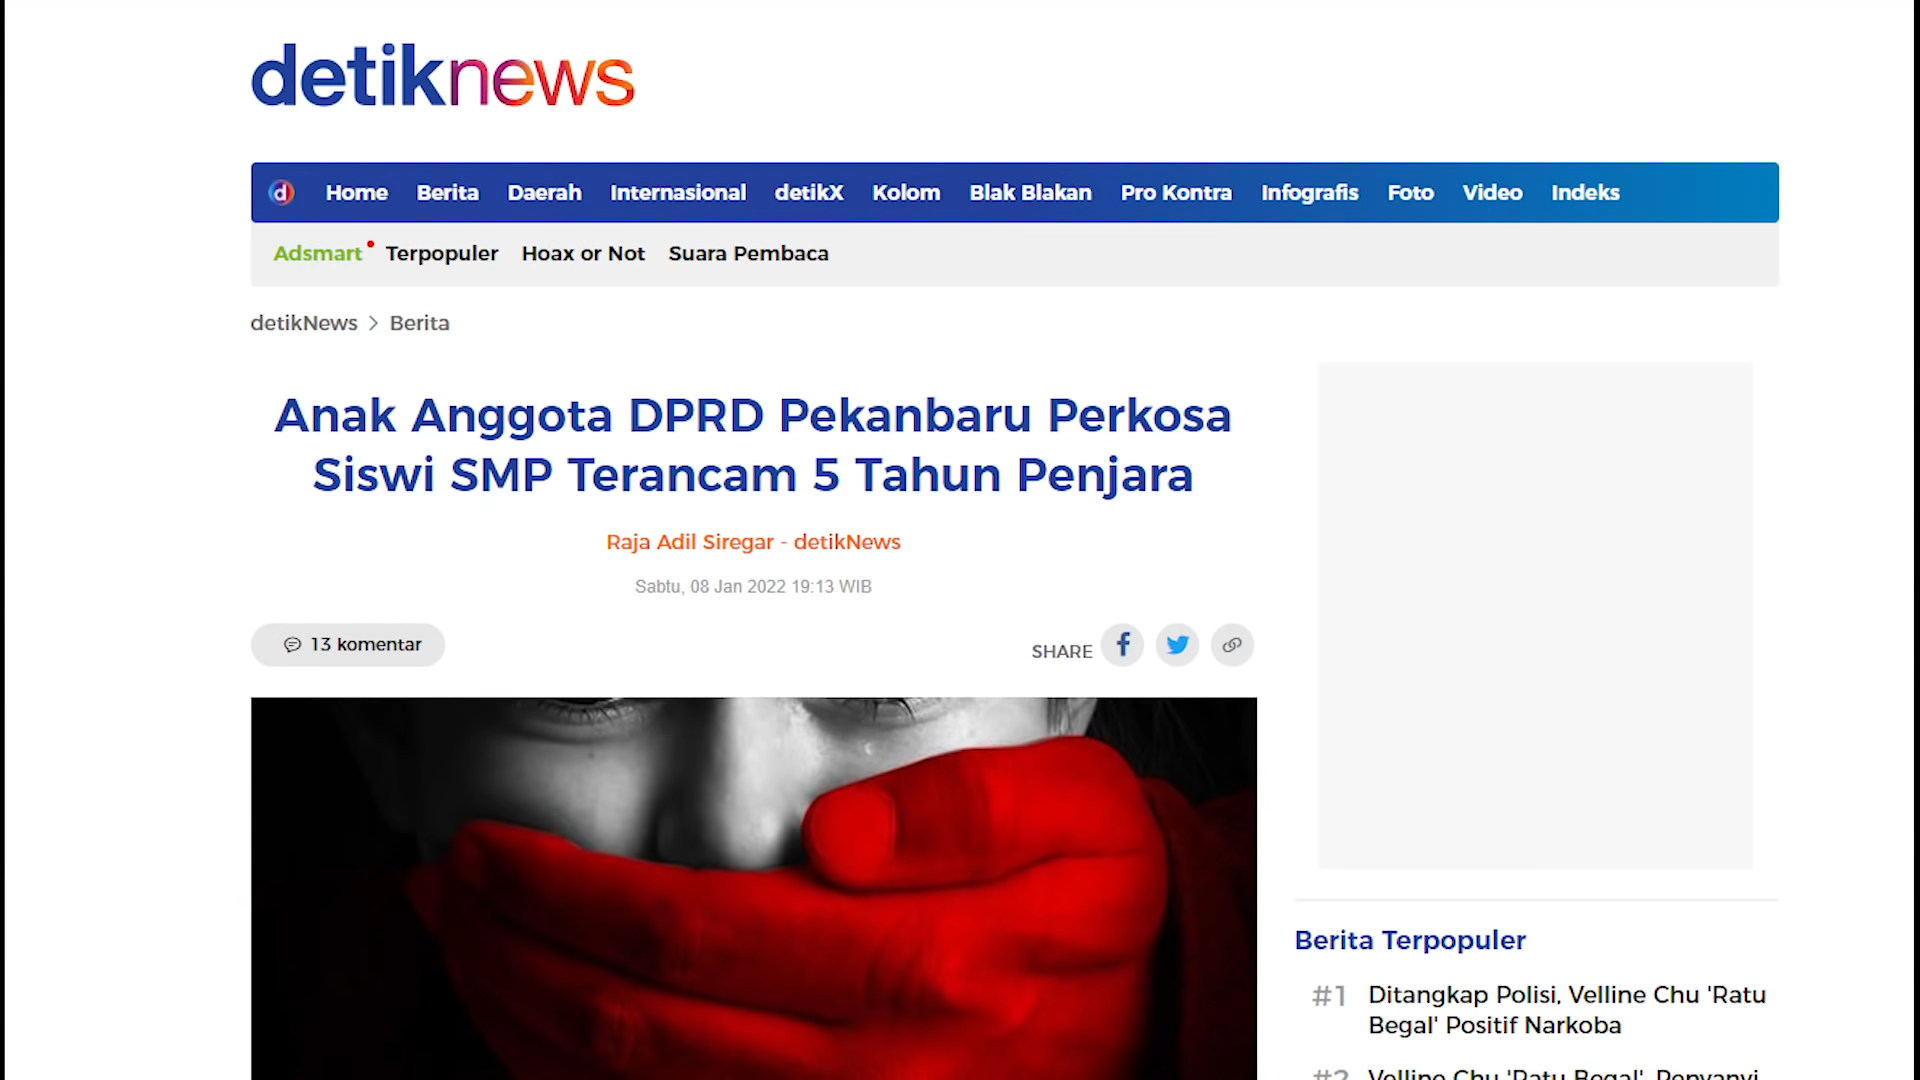 detiknews
d Home Berita Daerah Internasional detikX Kolom Blak Blakan Pro Kontra Infografis Foto Video Indeks
Adsmart Terpopuler Hoax or Not Suara Pembaca
detikNews > Berita
Anak Anggota DPRD Pekanbaru Perkosa
Siswi SMP Terancam 5 Tahun Penjara
Raja Adil Siregar - detikNews
Sabtu, 08 Jan 2022 19:13 WIB
13 komentar
SHARE
Berita Terpopuler
#1 Ditangkap Polisi, Velline Chu 'Ratu
Begal' Positif Narkoba
#2 Velline Chu 'Ratu Begal', Penyanyi